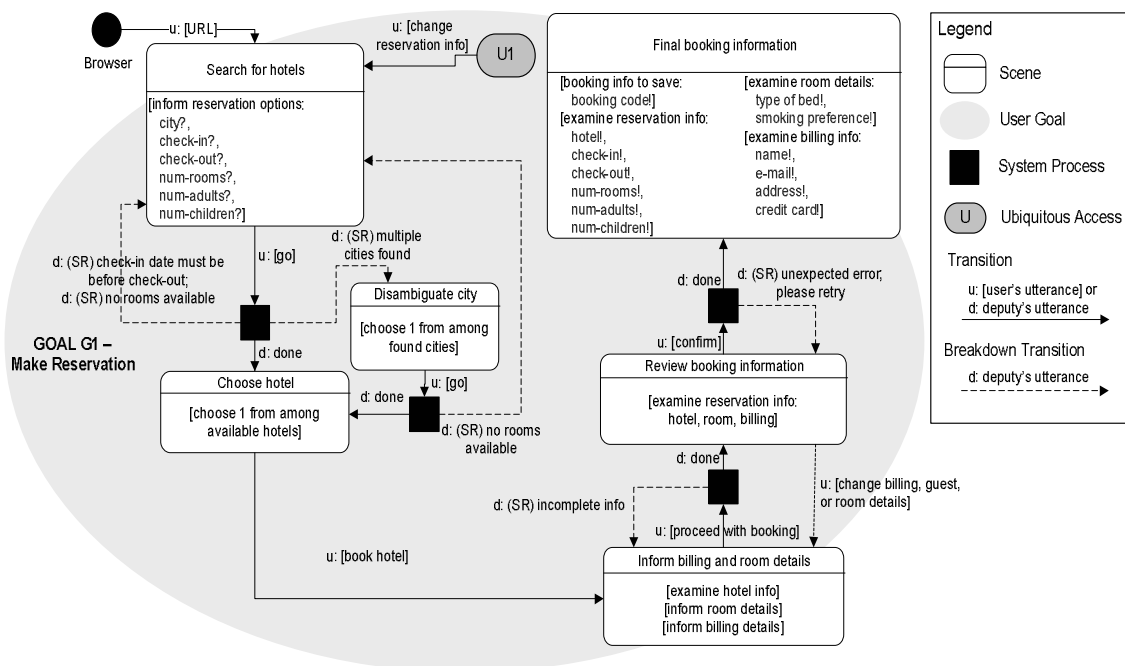 u: [URL]
Browser
u: [change
reservation info]
U1
Search for hotels
[inform reservation options:
city?,
check-in?,
check-out?,
num-rooms?,
num-adults?,
num-children?]
d: (SR) check-in date must be
before check-out;
d: (SR) no rooms available
u: [go]
d: (SR) multiple
cities found
Disambiguate city
[choose 1 from among
found cities]
GOAL G1 –
Make Reservation
d: done
u: [go]
Choose hotel
[choose 1 from among
available hotels]
d: done
d: (SR) no rooms
available
u: [book hotel]
Final booking information
[booking info to save:
booking code!]
[examine reservation info:
hotel!,
check-in!,
check-out!,
num-rooms!,
num-adults!,
num-children!]
[examine room details:
type of bed!,
smoking preference!]
[examine billing info:
name!,
e-mail!,
address!,
credit card!]
d: done
d: (SR) unexpected error;
please retry
u: [confirm]
Review booking information
[examine reservation info:
hotel, room, billing]
d: done
d: (SR) incomplete info
u: [change billing, guest,
or room details]
u: [proceed with booking]
Inform billing and room details
[examine hotel info]
[inform room details]
[inform billing details]
Legend
Scene
User Goal
System Process
U
Ubiquitous Access
Transition
u: [user's utterance] or
d: deputy's utterance
Breakdown Transition
d: deputy's utterance